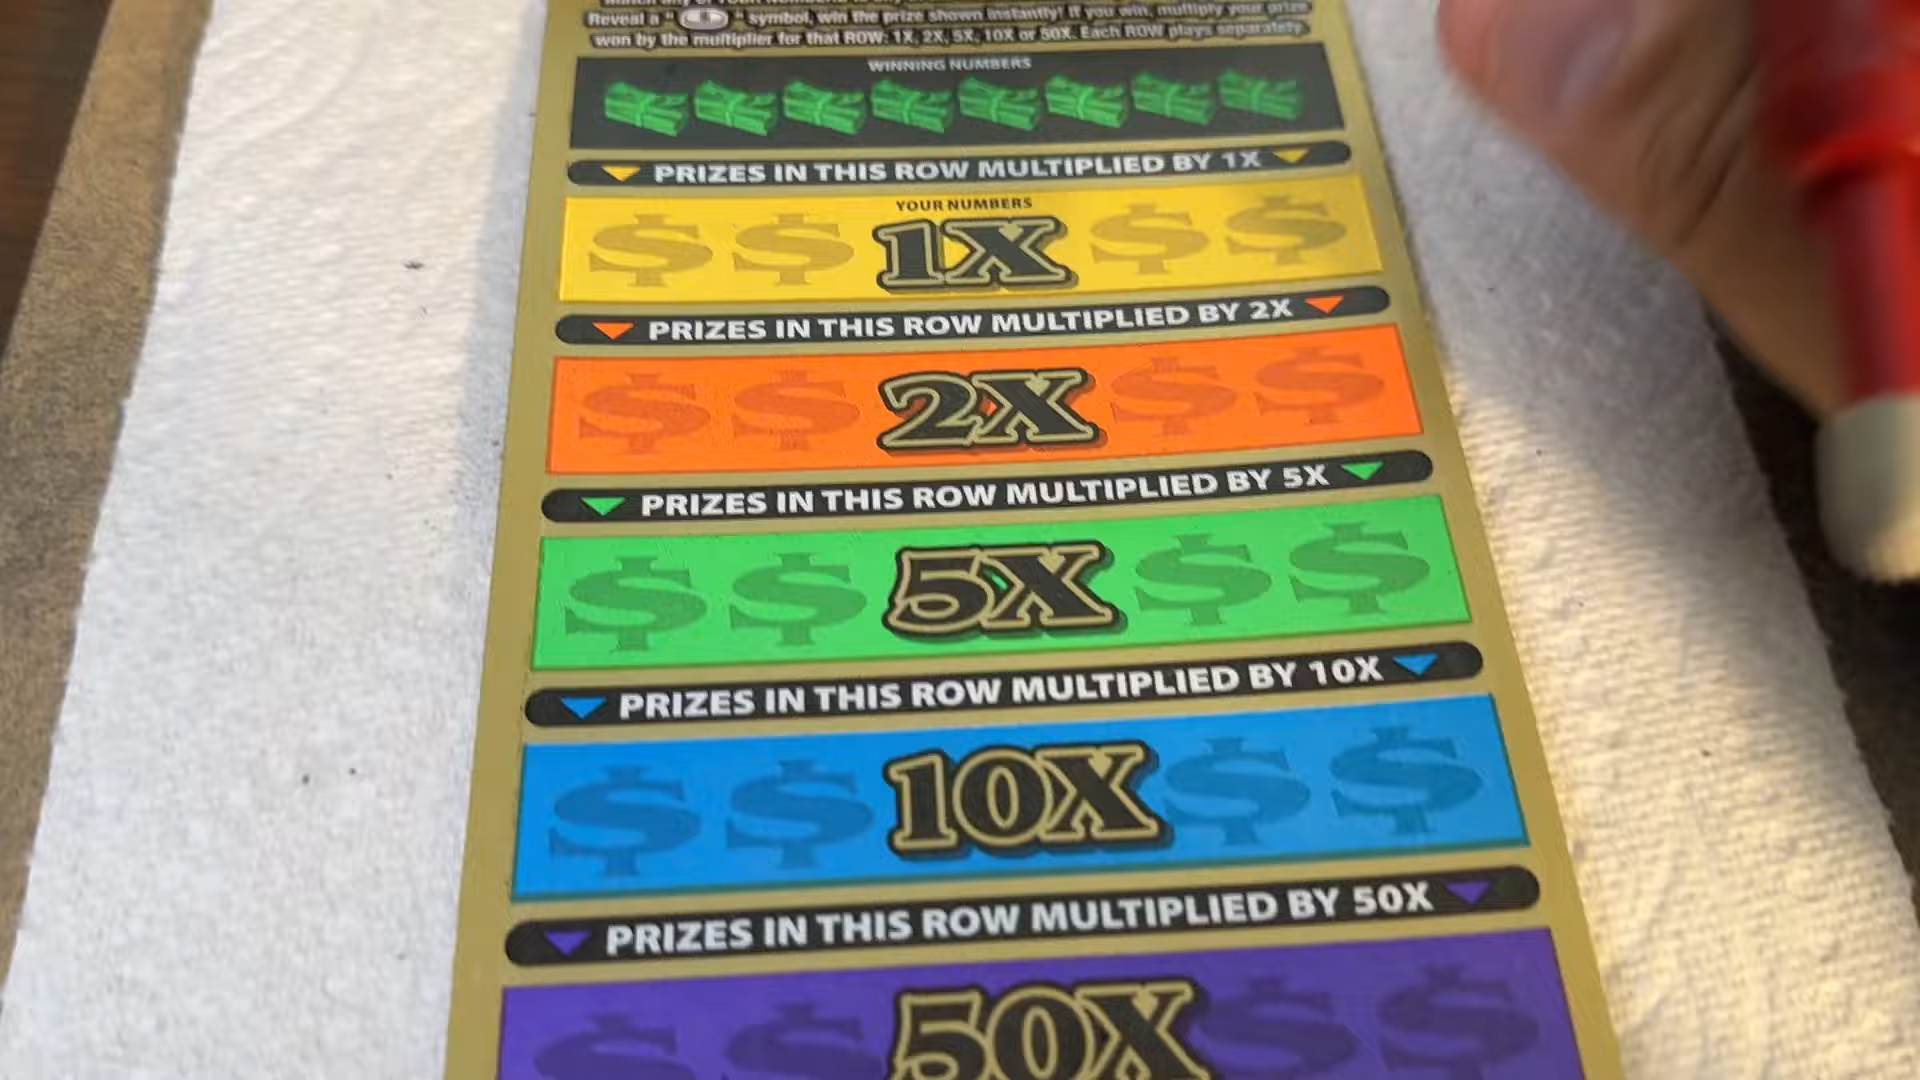 Reveal a " " symbol, win the prize shown instantly! If you win, multiply your prize
won by the multiplier for that ROW: 1X, 2X, 5X, 10X or 50X. Each ROW plays separately.
WINNING NUMBERS
PRIZES IN THIS ROW MULTIPLIED BY 1X
YOUR NUMBERS
$ $ 1X $ $
PRIZES IN THIS ROW MULTIPLIED BY 2X
$ $ 2X $ $
PRIZES IN THIS ROW MULTIPLIED BY 5X
$ $ 5X $ $
PRIZES IN THIS ROW MULTIPLIED BY 10X
$ $ 10X $ $
PRIZES IN THIS ROW MULTIPLIED BY 50X
$ $ 50X $ $